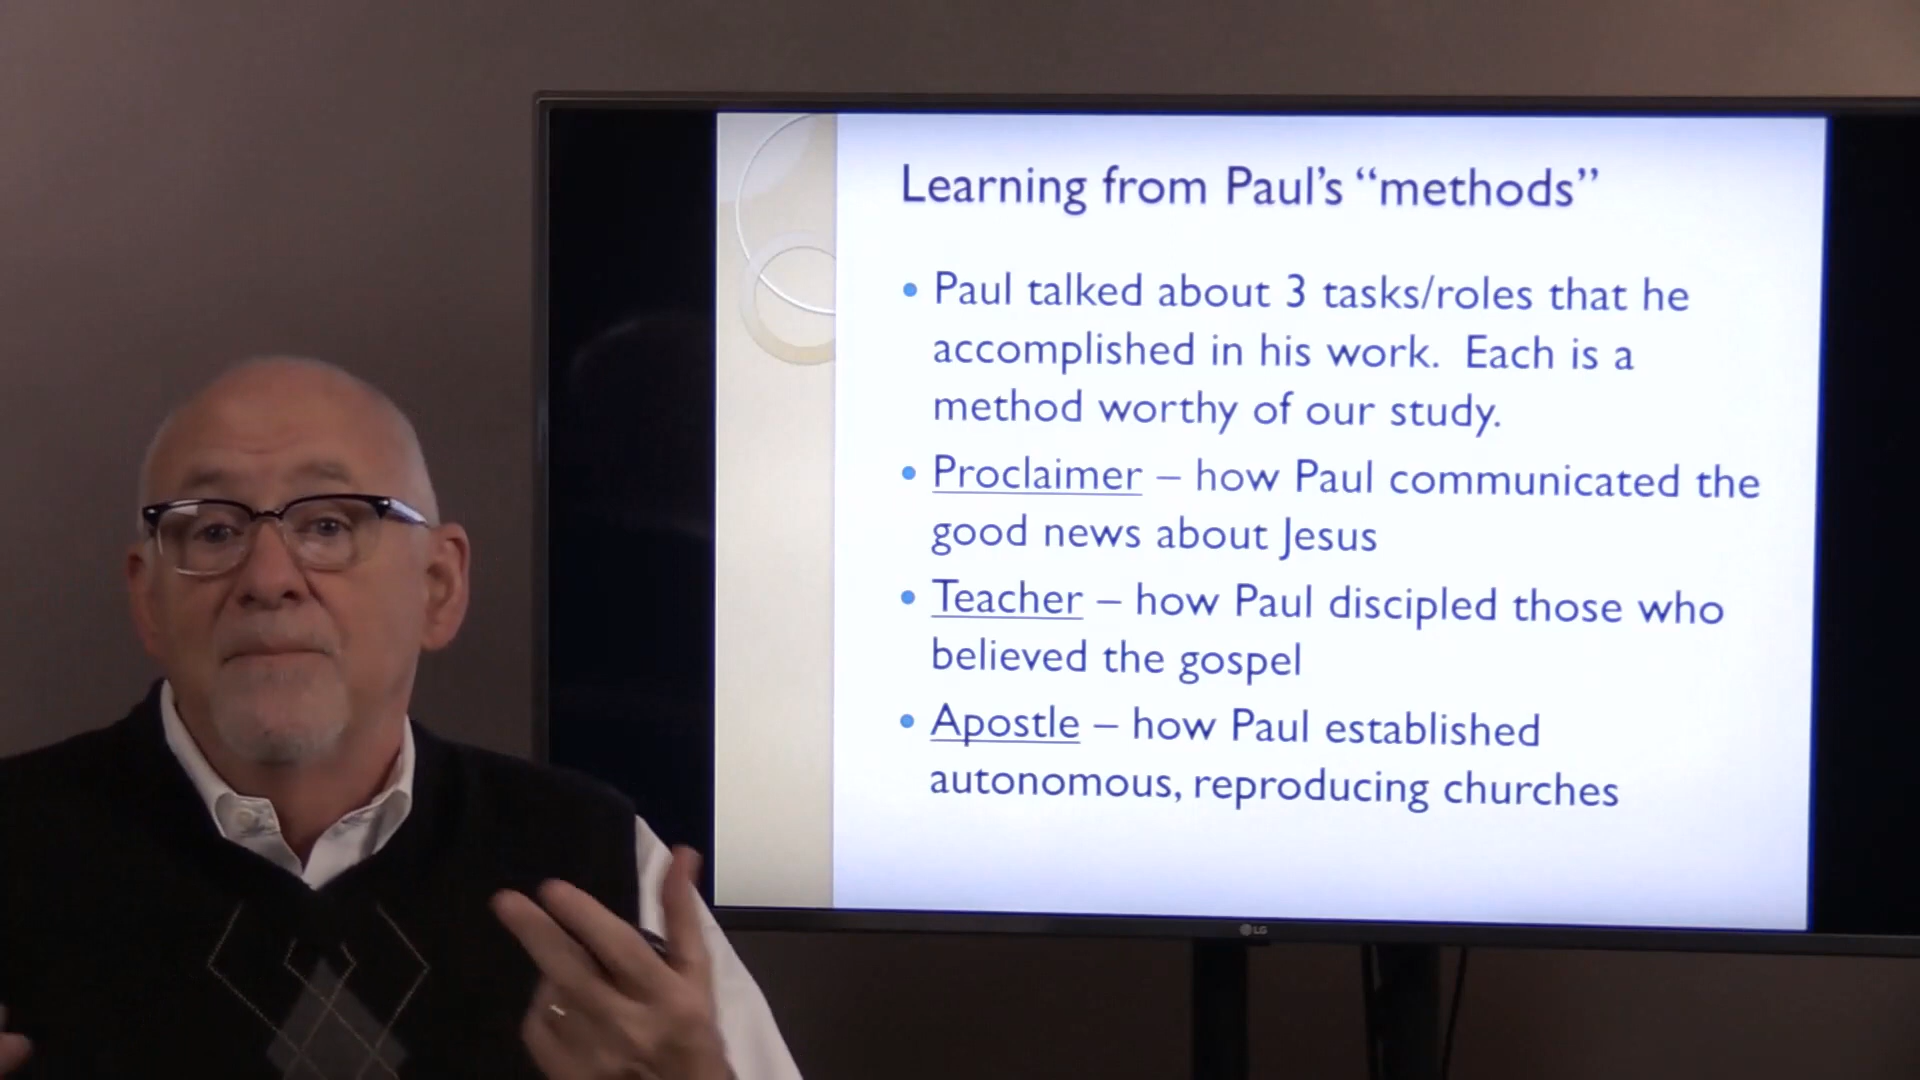 Learning from Paul's “methods”
• Paul talked about 3 tasks/roles that he
accomplished in his work. Each is a
method worthy of our study.
• Proclaimer – how Paul communicated the
good news about Jesus
• Teacher – how Paul discipled those who
believed the gospel
• Apostle – how Paul established
autonomous, reproducing churches
LG